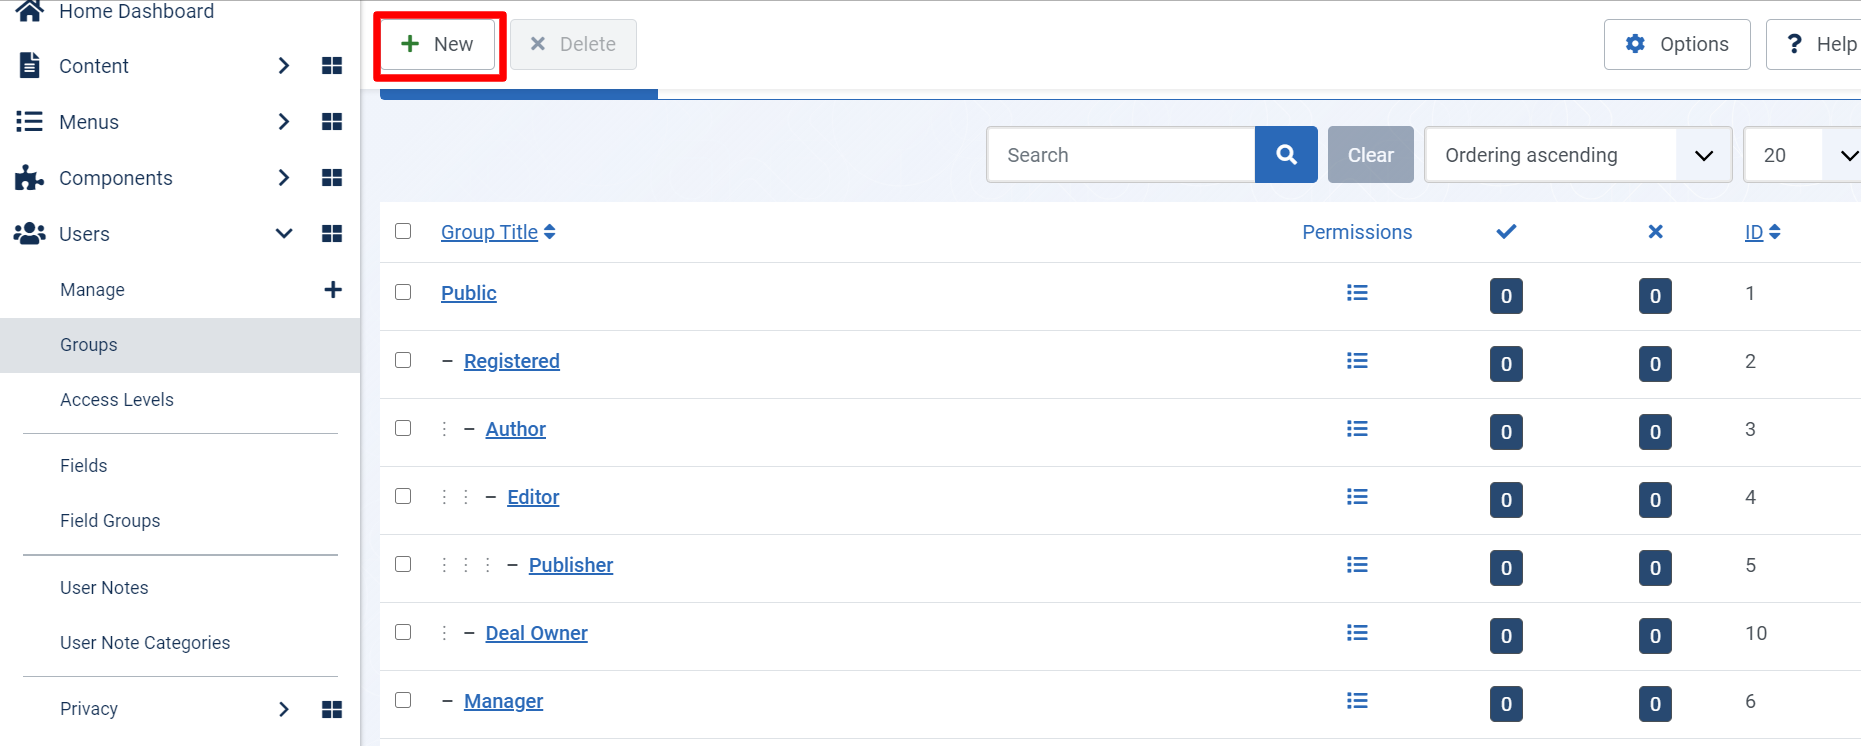 Home Dashboard
Content
Menus
Components
Users
Manage
Groups
Access Levels
Fields
Field Groups
User Notes
User Note Categories
Privacy
New
Delete
Options
? Help
Search
Clear
Ordering ascending
20
Group Title
Permissions
ID
Public 0 0 1
– Registered 0 0 2
⋮ – Author 0 0 3
⋮ ⋮ – Editor 0 0 4
⋮ ⋮ ⋮ – Publisher 0 0 5
⋮ – Deal Owner 0 0 10
– Manager 0 0 6